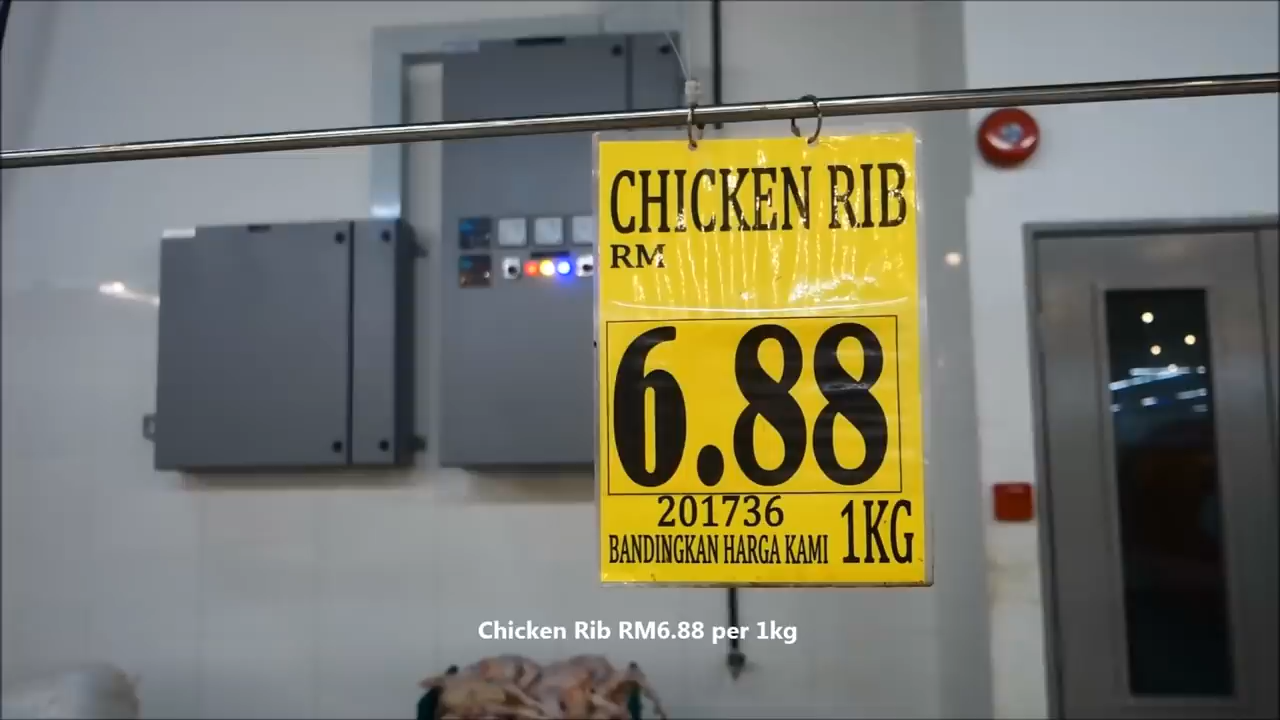 CHICKEN RIB
RM
6.88
201736
BANDINGKAN HARGA KAMI 1KG
Chicken Rib RM6.88 per 1kg